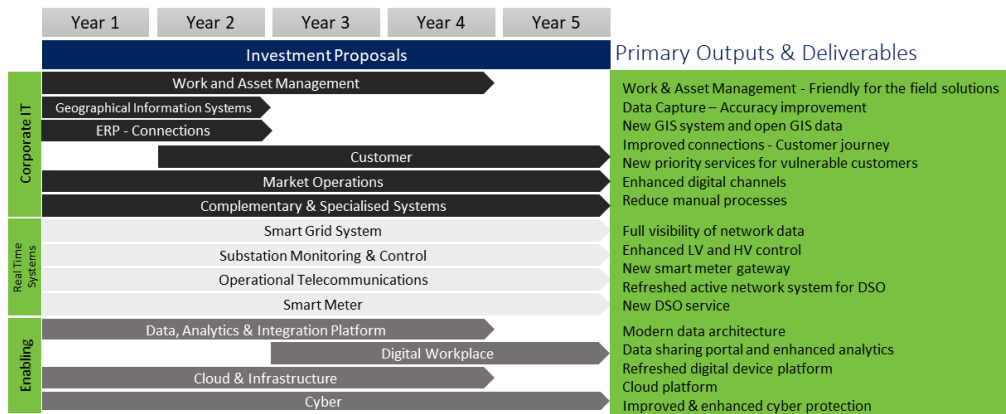 Year 1 Year 2 Year 3 Year 4 Year 5
Investment Proposals
Primary Outputs & Deliverables
Corporate IT
Work and Asset Management
Geographical Information Systems
ERP - Connections
Customer
Market Operations
Complementary & Specialised Systems
Work & Asset Management - Friendly for the field solutions
Data Capture – Accuracy improvement
New GIS system and open GIS data
Improved connections - Customer journey
New priority services for vulnerable customers
Enhanced digital channels
Reduce manual processes
Real Time
Systems
Smart Grid System
Substation Monitoring & Control
Operational Telecommunications
Smart Meter
Full visibility of network data
Enhanced LV and HV control
New smart meter gateway
Refreshed active network system for DSO
New DSO service
Enabling
Data, Analytics & Integration Platform
Digital Workplace
Cloud & Infrastructure
Cyber
Modern data architecture
Data sharing portal and enhanced analytics
Refreshed digital device platform
Cloud platform
Improved & enhanced cyber protection